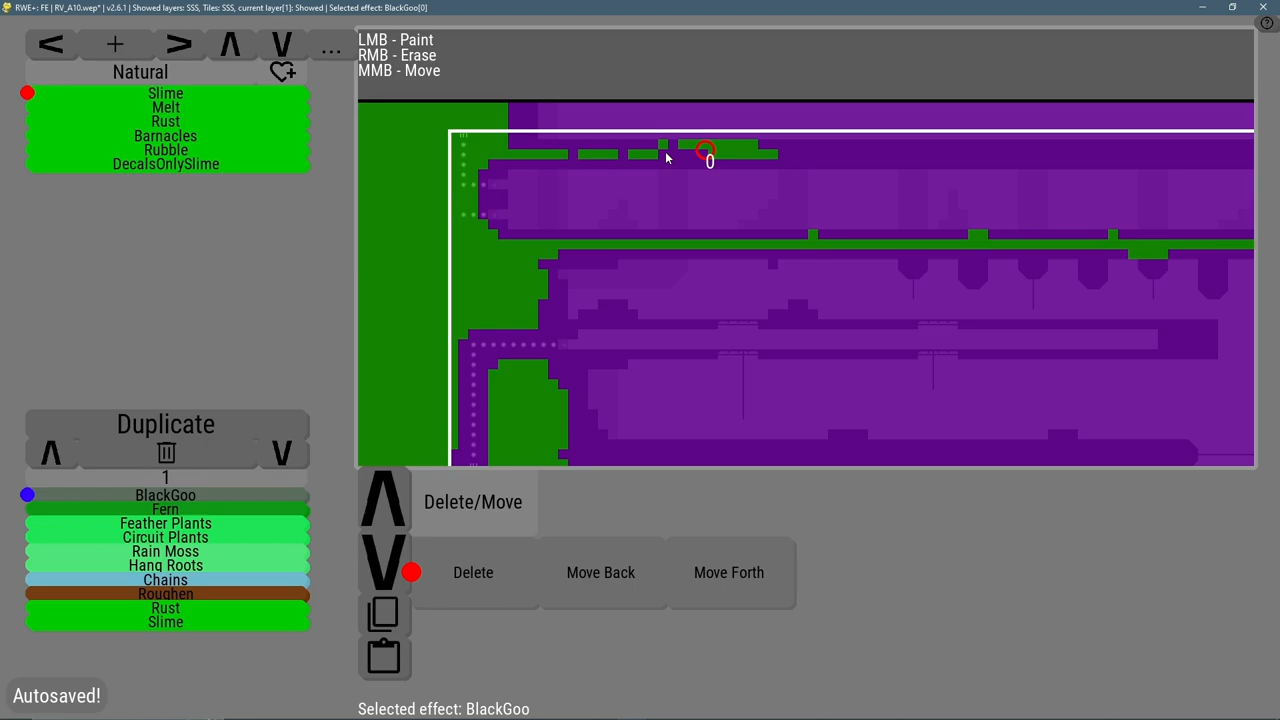 RWE+: FE | RV_A10.wep* | v2.6.1 | Showed layers: SSS, Tiles: SSS, current layer[1]: Showed | Selected effect: BlackGoo[0]
< + > ...
Natural
Slime
Melt
Rust
Barnacles
Rubble
DecalsOnlySlime
LMB - Paint
RMB - Erase
MMB - Move
0
Duplicate
1
BlackGoo
Fern
Feather Plants
Circuit Plants
Rain Moss
Hang Roots
Chains
Roughen
Rust
Slime
Delete/Move
Delete Move Back Move Forth
Autosaved!
Selected effect: BlackGoo